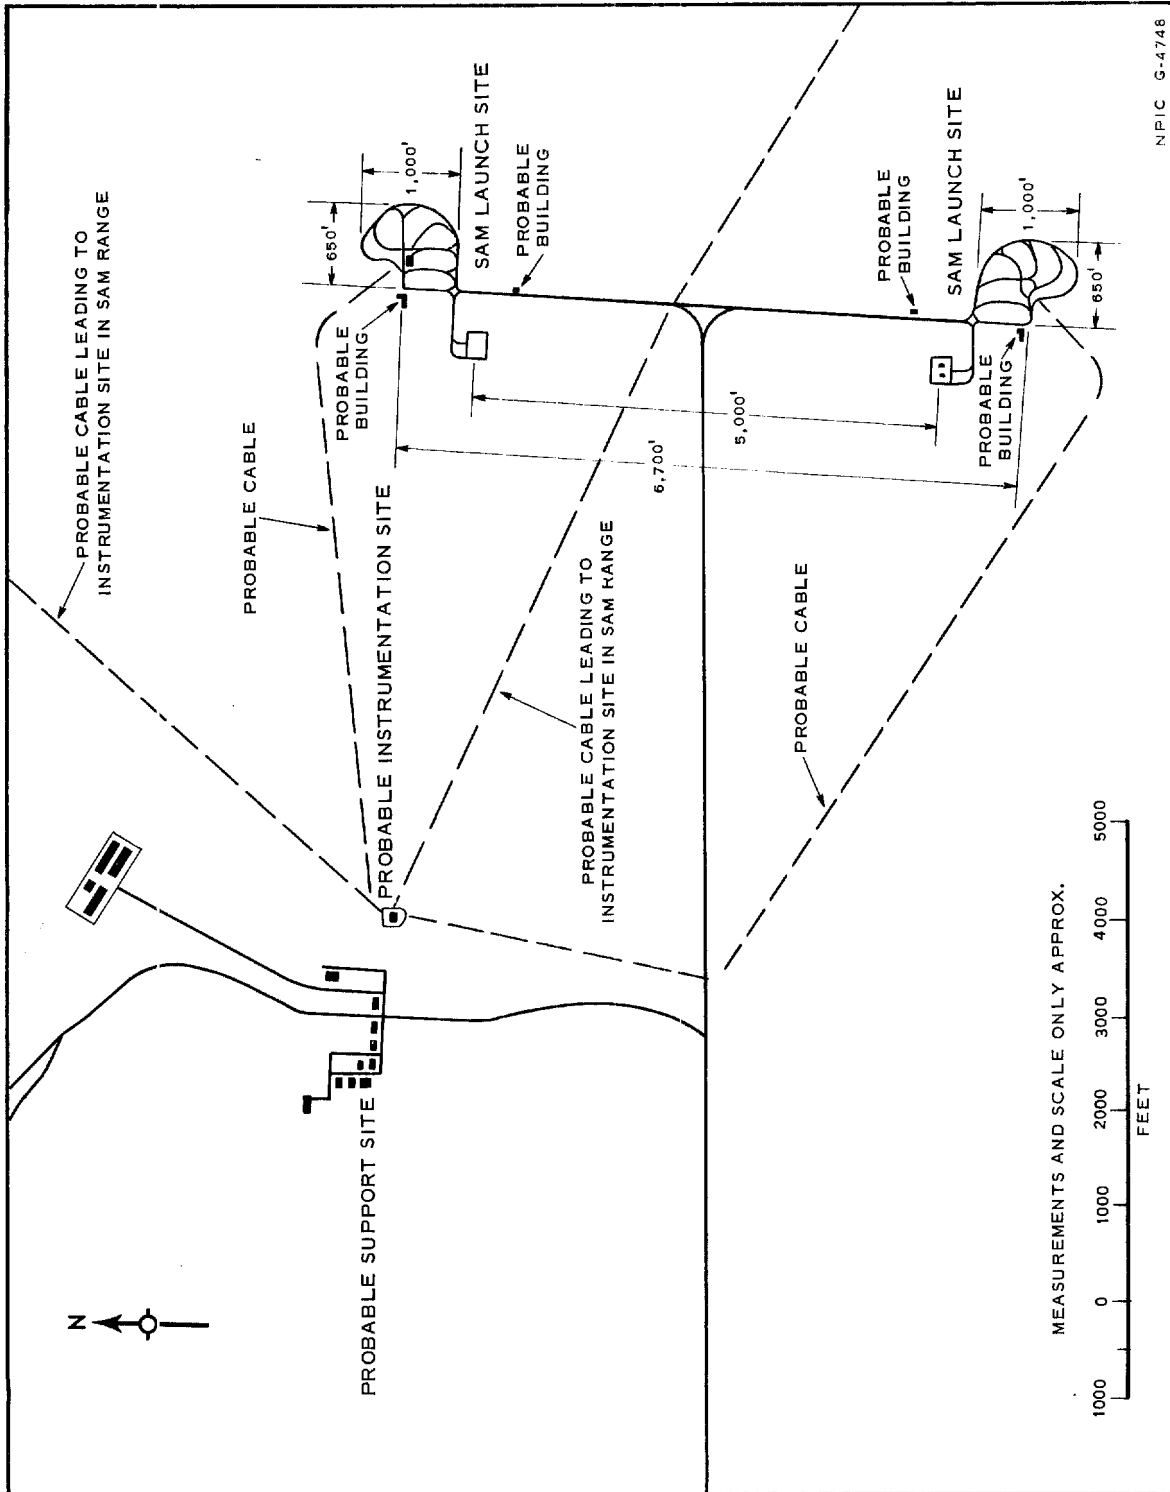 PROBABLE CABLE LEADING TO
INSTRUMENTATION SITE IN SAM RANGE
PROBABLE CABLE
650'
1,000'
SAM LAUNCH SITE
PROBABLE
BUILDING
PROBABLE
BUILDING
PROBABLE INSTRUMENTATION SITE
N
PROBABLE SUPPORT SITE
PROBABLE CABLE LEADING TO
INSTRUMENTATION SITE IN SAM RANGE
6,700'
5,000'
PROBABLE
BUILDING
SAM LAUNCH SITE
PROBABLE
BUILDING
1,000'
650'
PROBABLE CABLE
MEASUREMENTS AND SCALE ONLY APPROX.
1000 0 1000 2000 3000 4000 5000
FEET
NPIC G-4748